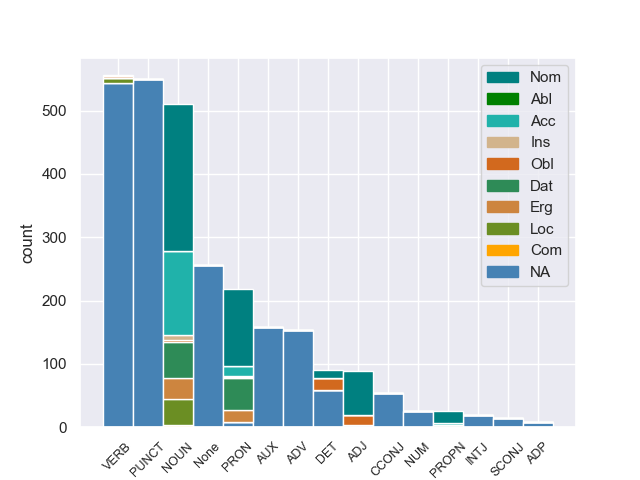 500
400
300
200
100
0
count
Nom
Abl
Acc
Ins
Obl
Dat
Erg
Loc
Com
NA
VERB
PUNCT
NOUN
None
PRON
AUX
ADV
DET
ADJ
CCONJ
NUM
PROPN
INTJ
SCONJ
ADP